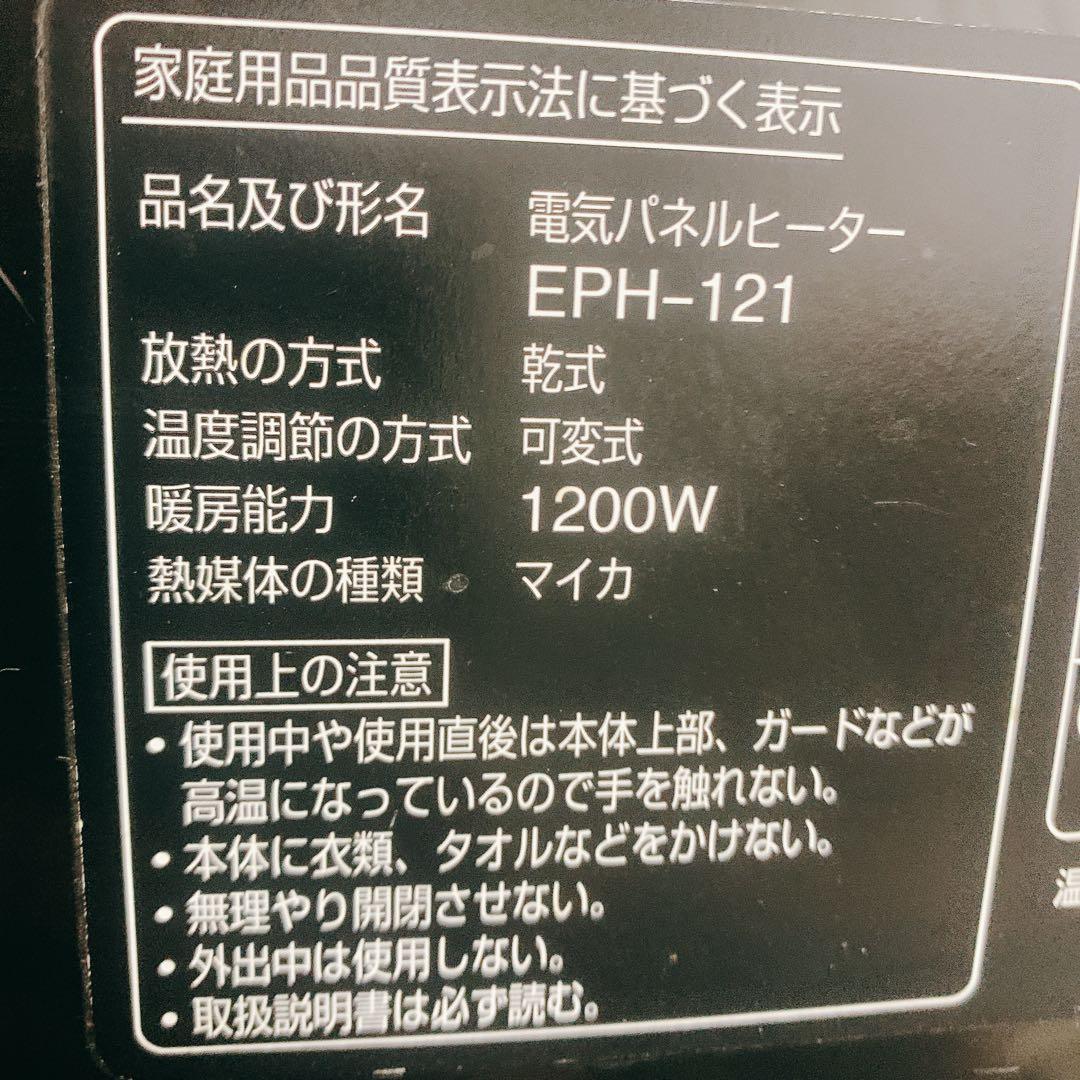 家庭用品品質表示法に基づく表示
品名及び形名 電気パネルヒーター
EPH-121
放熱の方式 乾式
温度調節の方式 可変式
暖房能力 1200W
熱媒体の種類 マイカ
使用上の注意
・使用中や使用直後は本体上部、ガードなどが
高温になっているので手を触れない。
・本体に衣類、タオルなどをかけない。
・無理やり開閉させない。
・外出中は使用しない。
・取扱説明書は必ず読む。